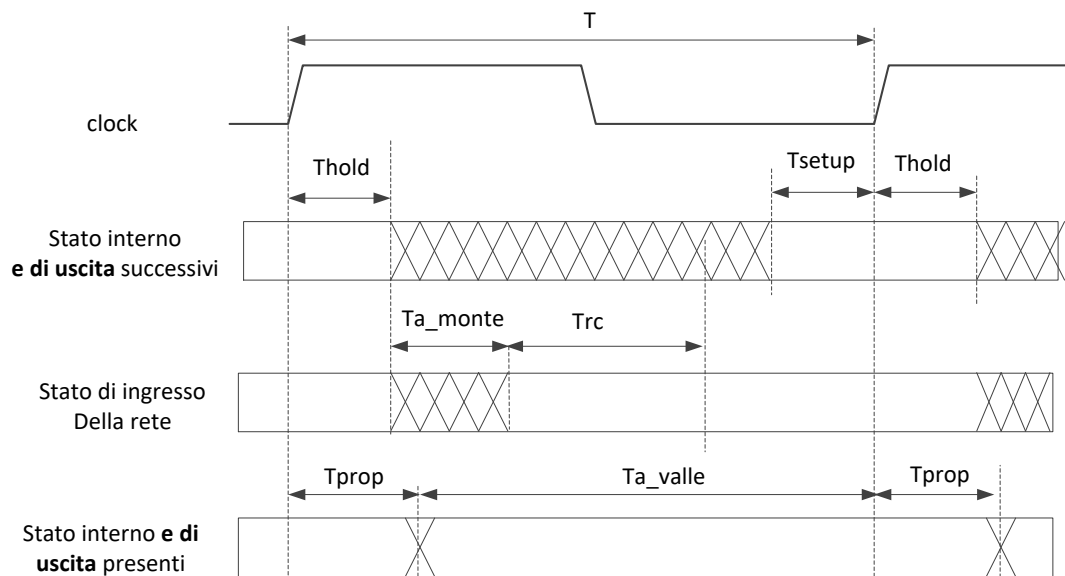 T
clock
Thold
Tsetup
Thold
Stato interno
e di uscita successivi
Ta_monte
Trc
Stato di ingresso
Della rete
Tprop
Ta_valle
Tprop
Stato interno e di
uscita presenti